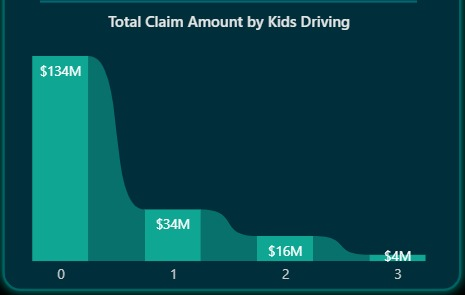 Total Claim Amount by Kids Driving
$134M
$34M
$16M
$4M
0 1 2 3